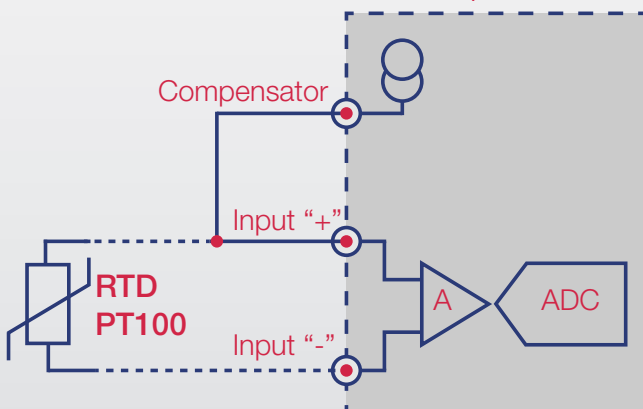 Compensator
Input “+”
RTD
PT100
A
ADC
Input “-”